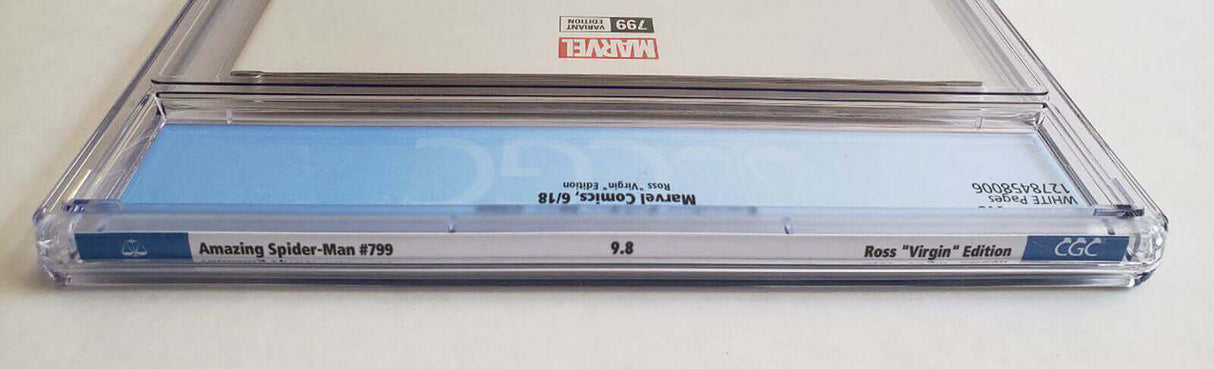 799 VARIANT EDITION
MARVEL
CGC
Ross "Virgin" Edition
Marvel Comics, 6/18
1278458006
WHITE Pages
Amazing Spider-Man #799 9.8 Ross "Virgin" Edition CGC